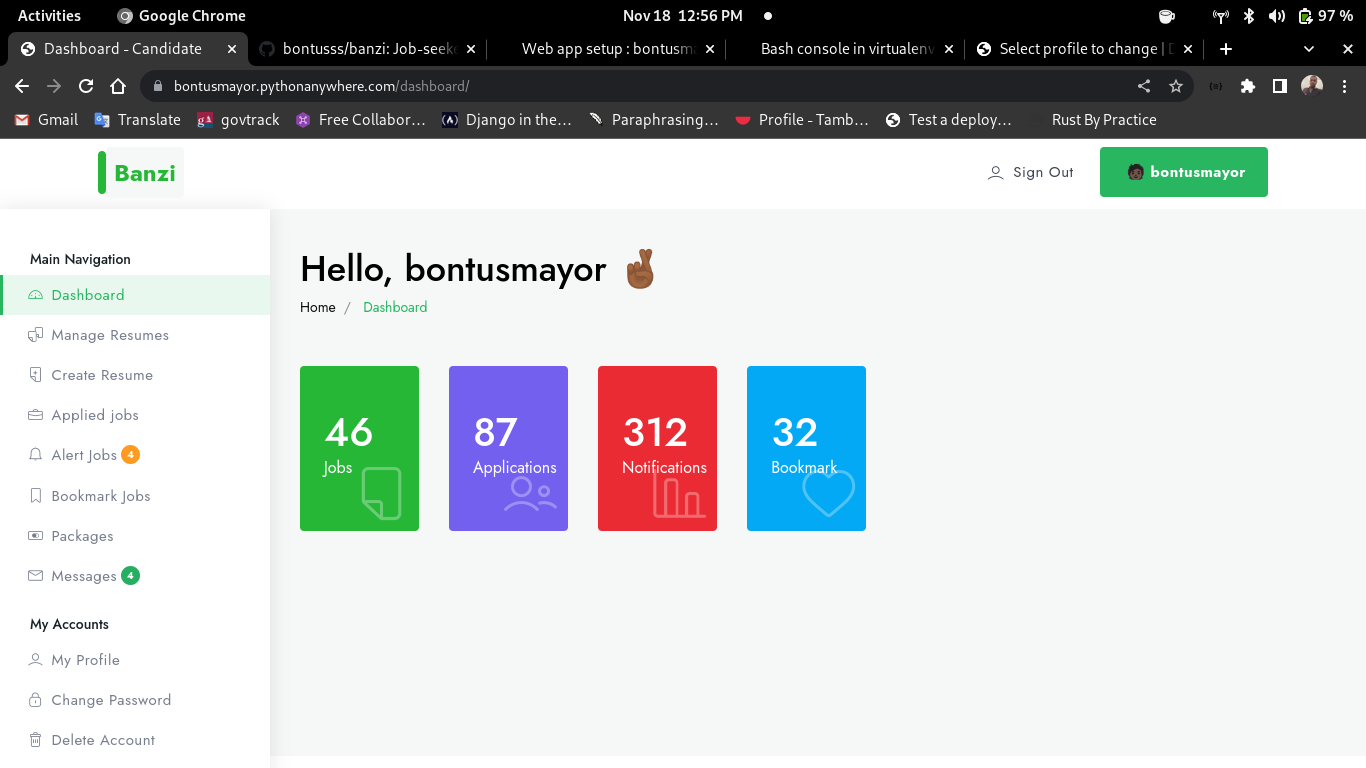 Activities Google Chrome Nov 18 12:56 PM 97 %
Dashboard - Candidate bontusss/banzi: Job-seeke Web app setup : bontusma Bash console in virtualenv Select profile to change | D
bontusmayor.pythonanywhere.com/dashboard/
Gmail Translate govtrack Free Collabor... Django in the... Paraphrasing... Profile - Tamb... Test a deploy... Rust By Practice
Banzi Sign Out bontusmayor
Main Navigation
Dashboard
Manage Resumes
Create Resume
Applied jobs
Alert Jobs 4
Bookmark Jobs
Packages
Messages 4
My Accounts
My Profile
Change Password
Delete Account
Hello, bontusmayor 🤞🏾
Home / Dashboard
46
Jobs
87
Applications
312
Notifications
32
Bookmark